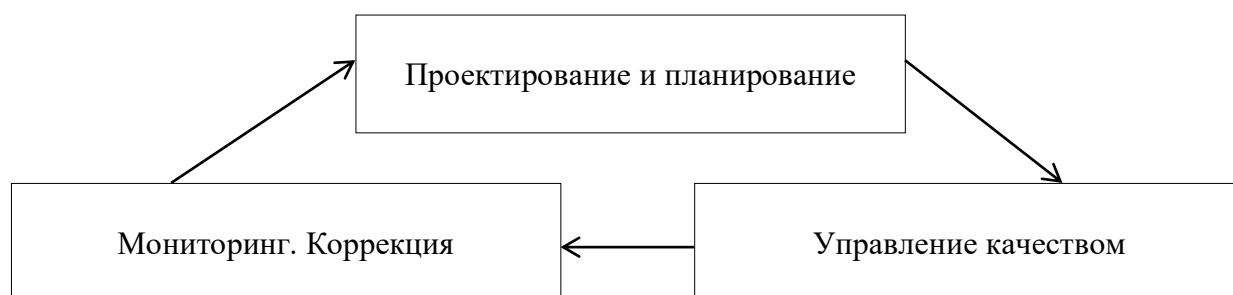 Проектирование и планирование
Мониторинг. Коррекция
Управление качеством